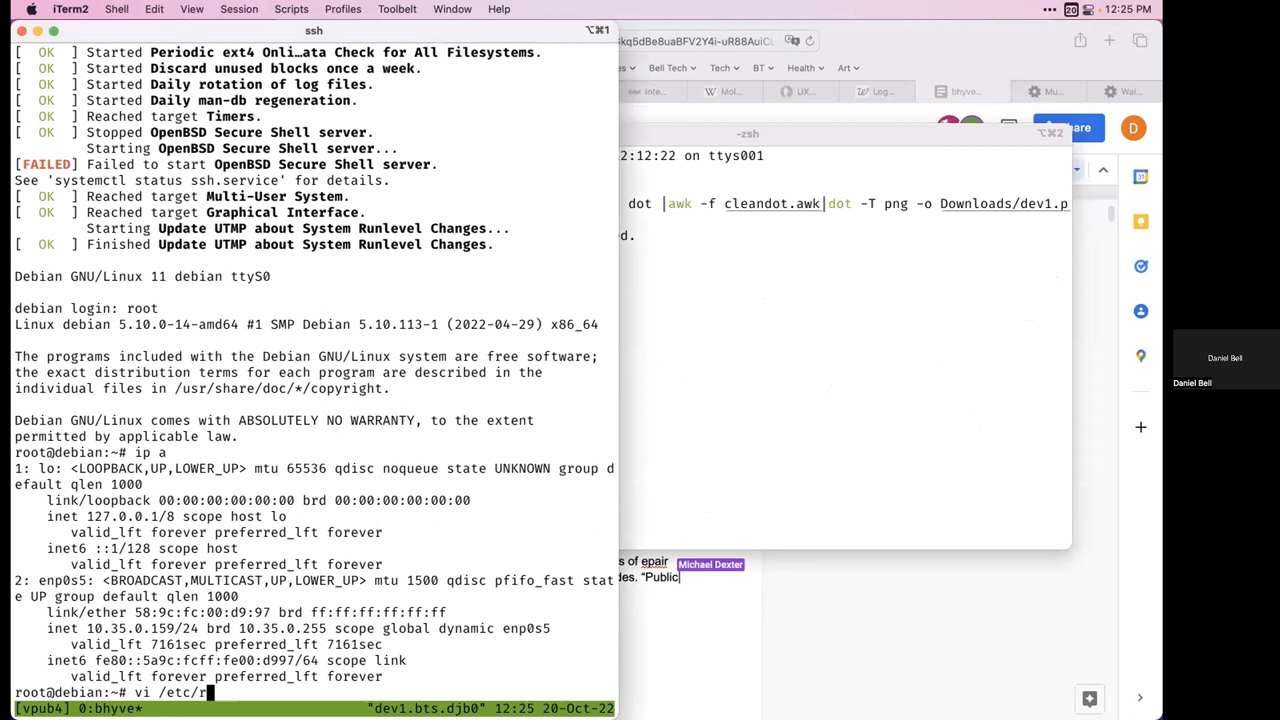 iTerm2 Shell Edit View Session Scripts Profiles Toolbelt Window Help 20 12:25 PM
ssh ⌥⌘1
[ OK ] Started Periodic ext4 Onli…ata Check for All Filesystems.
[ OK ] Started Discard unused blocks once a week.
[ OK ] Started Daily rotation of log files.
[ OK ] Started Daily man-db regeneration.
[ OK ] Reached target Timers.
[ OK ] Stopped OpenBSD Secure Shell server.
Starting OpenBSD Secure Shell server...
[FAILED] Failed to start OpenBSD Secure Shell server.
See 'systemctl status ssh.service' for details.
[ OK ] Reached target Multi-User System.
[ OK ] Reached target Graphical Interface.
Starting Update UTMP about System Runlevel Changes...
[ OK ] Finished Update UTMP about System Runlevel Changes.
Debian GNU/Linux 11 debian ttyS0
debian login: root
Linux debian 5.10.0-14-amd64 #1 SMP Debian 5.10.113-1 (2022-04-29) x86_64
The programs included with the Debian GNU/Linux system are free software;
the exact distribution terms for each program are described in the
individual files in /usr/share/doc/*/copyright.
Debian GNU/Linux comes with ABSOLUTELY NO WARRANTY, to the extent
permitted by applicable law.
root@debian:~# ip a
1: lo: <LOOPBACK,UP,LOWER_UP> mtu 65536 qdisc noqueue state UNKNOWN group d
efault qlen 1000
link/loopback 00:00:00:00:00:00 brd 00:00:00:00:00:00
inet 127.0.0.1/8 scope host lo
valid_lft forever preferred_lft forever
inet6 ::1/128 scope host
valid_lft forever preferred_lft forever
2: enp0s5: <BROADCAST,MULTICAST,UP,LOWER_UP> mtu 1500 qdisc pfifo_fast stat
e UP group default qlen 1000
link/ether 58:9c:fc:00:d9:97 brd ff:ff:ff:ff:ff:ff
inet 10.35.0.159/24 brd 10.35.0.255 scope global dynamic enp0s5
valid_lft 7161sec preferred_lft 7161sec
inet6 fe80::5a9c:fcff:fe00:d997/64 scope link
valid_lft forever preferred_lft forever
root@debian:~# vi /etc/r
[vpub4] 0:bhyve* "dev1.bts.djb0" 12:25 20-Oct-22
Bell Tech Tech BT Health Art
Inte... Mol... UX... Log... bhyve... Mu... Wai...
hare D
-zsh ⌥⌘2
2:12:22 on ttys001
dot |awk -f cleandot.awk|dot -T png -o Downloads/dev1.p
ed.
s of epair Michael Dexter
des. "Public
31
Daniel Bell
Daniel Bell